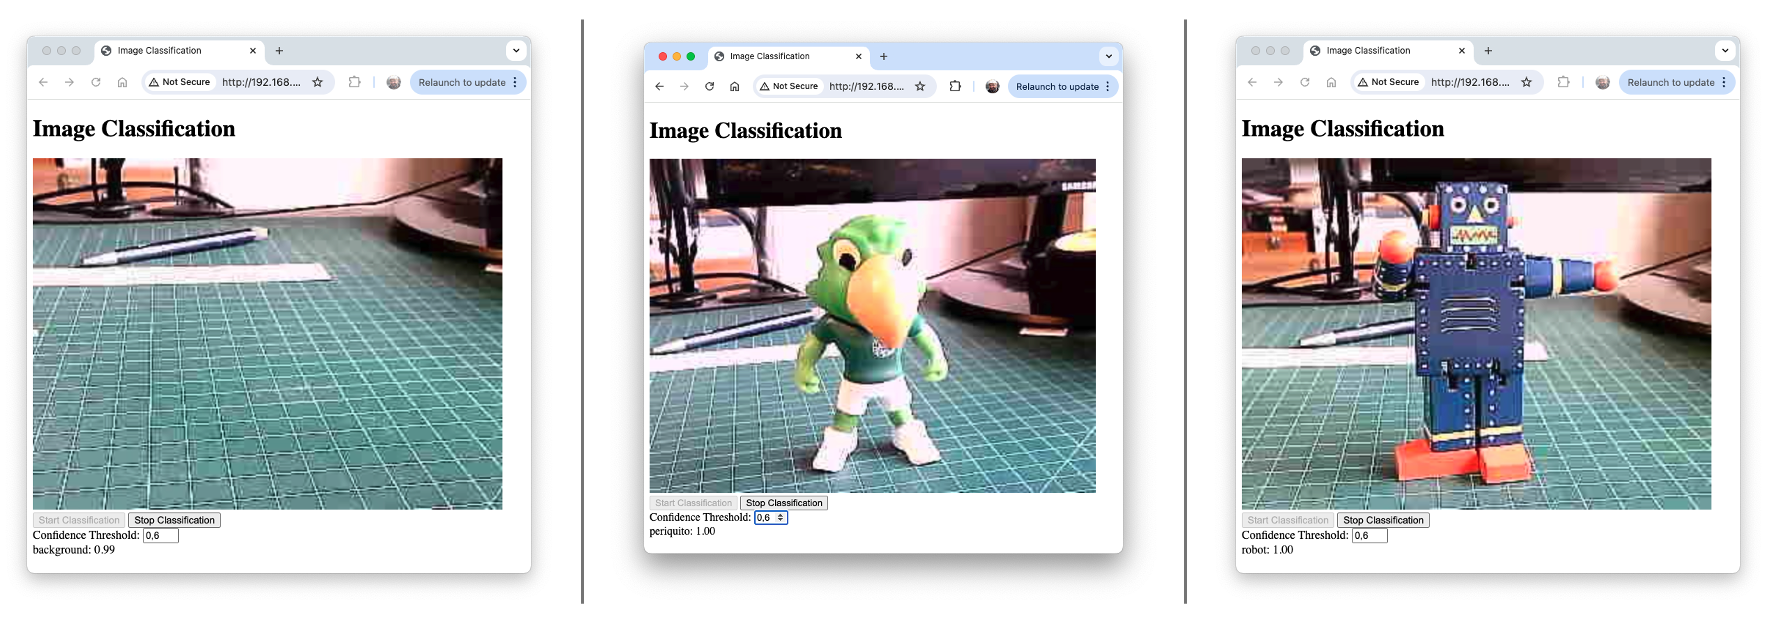 Image Classification
Not Secure
http://192.168....
Relaunch to update
Image Classification
Start Classification
Stop Classification
Confidence Threshold: 0,6
background: 0.99
Image Classification
Not Secure
http://192.168....
Relaunch to update
Image Classification
SAMSUNG
Start Classification
Stop Classification
Confidence Threshold: 0,6
periquito: 1.00
Image Classification
Not Secure
http://192.168....
Relaunch to update
Image Classification
Start Classification
Stop Classification
Confidence Threshold: 0,6
robot: 1.00